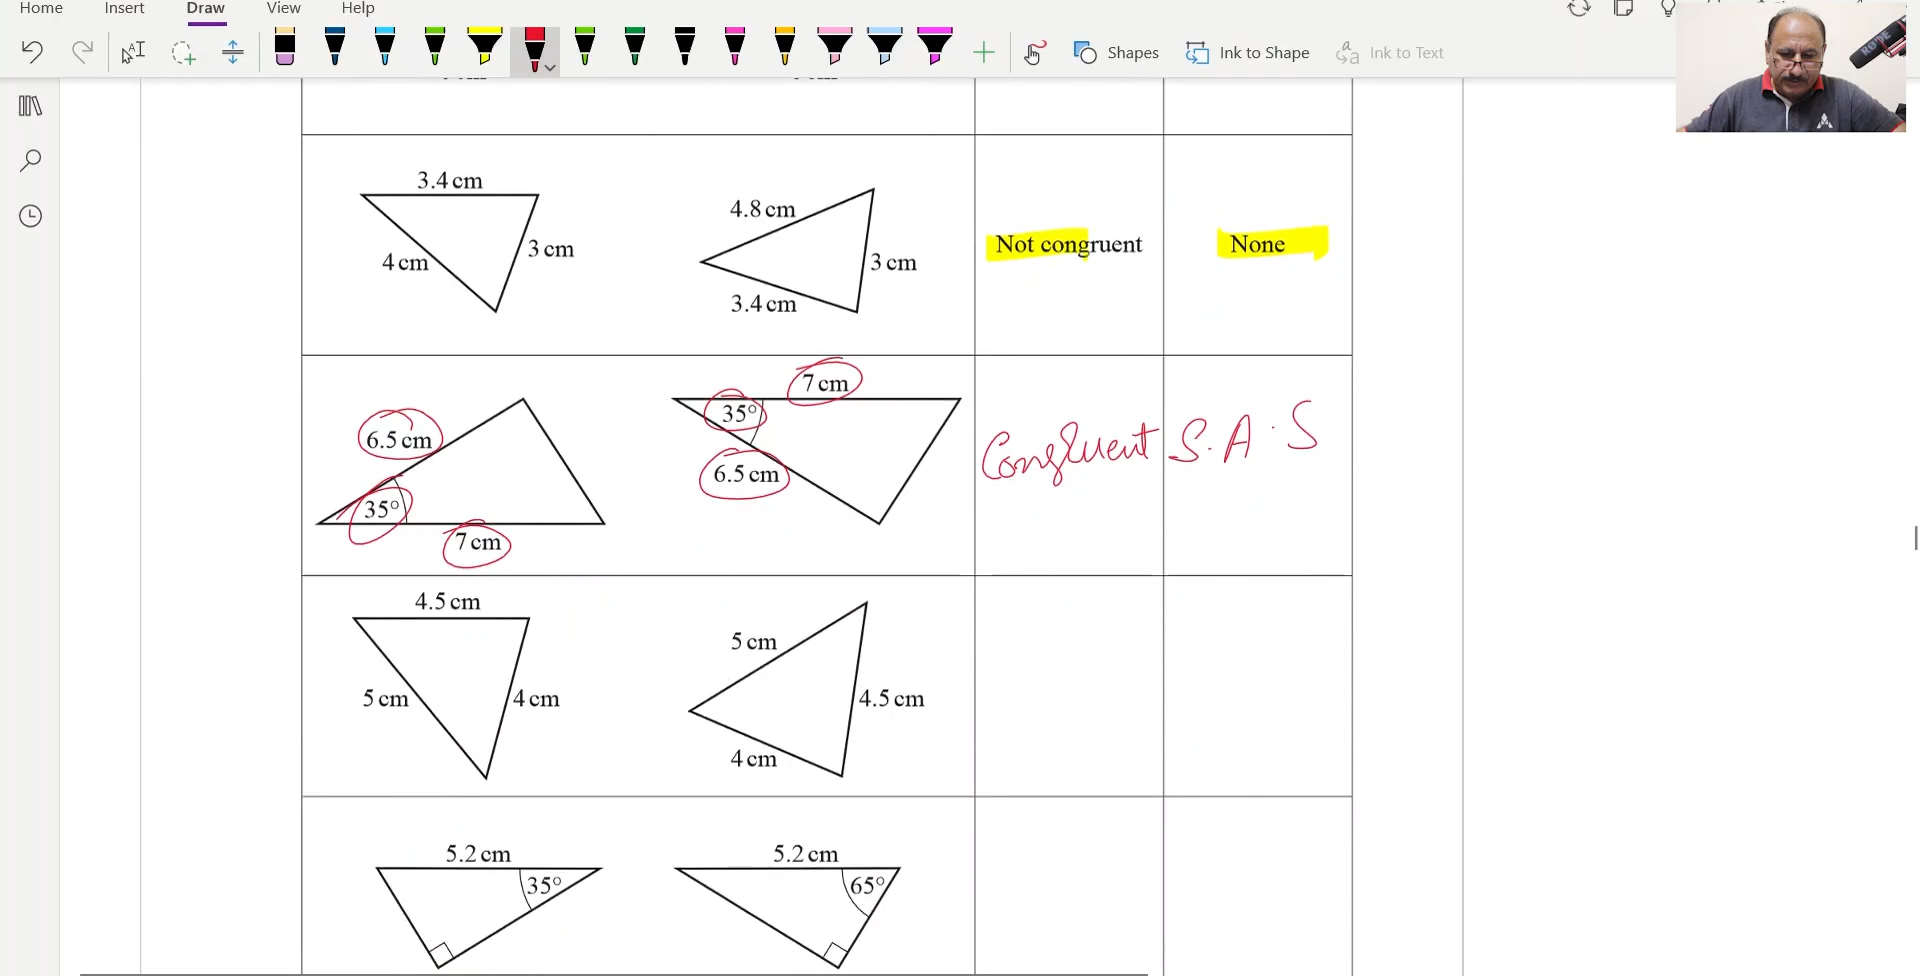 Home Insert Draw View Help
Shapes Ink to Shape Ink to Text
RØDE
3.4 cm
4 cm
3 cm
4.8 cm
3 cm
3.4 cm
Not congruent
None
6.5 cm
35°
7 cm
7 cm
35°
6.5 cm
Congruent
S.A.S
4.5 cm
5 cm
4 cm
5 cm
4.5 cm
4 cm
5.2 cm
35°
5.2 cm
65°